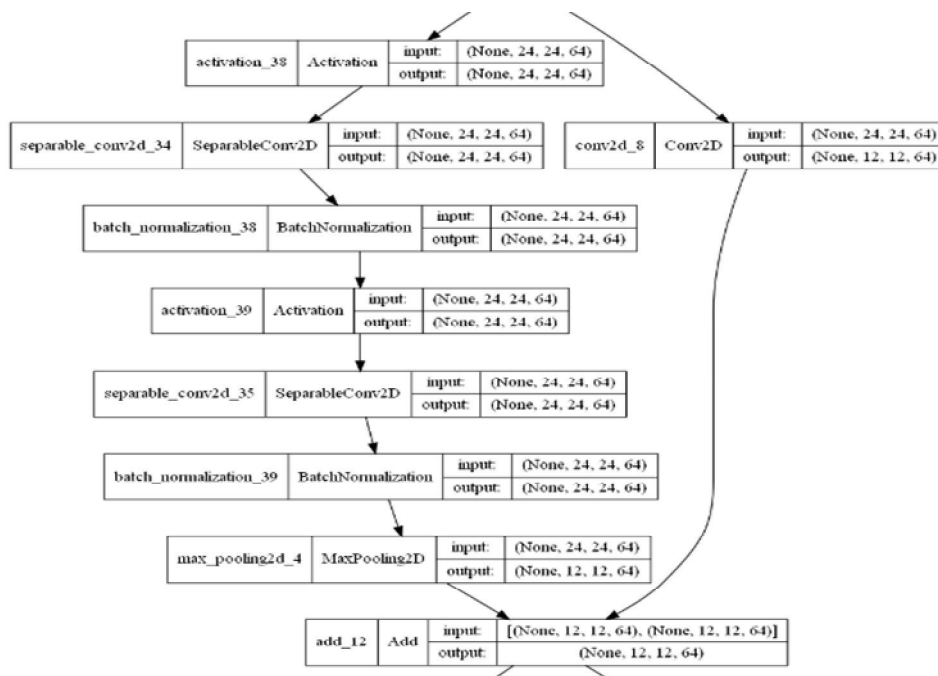 activation_38 Activation input: (None, 24, 24, 64)
output: (None, 24, 24, 64)
separable_conv2d_34 SeparableConv2D input: (None, 24, 24, 64)
output: (None, 24, 24, 64)
conv2d_8 Conv2D input: (None, 24, 24, 64)
output: (None, 12, 12, 64)
batch_normalization_38 BatchNormalization input: (None, 24, 24, 64)
output: (None, 24, 24, 64)
activation_39 Activation input: (None, 24, 24, 64)
output: (None, 24, 24, 64)
separable_conv2d_35 SeparableConv2D input: (None, 24, 24, 64)
output: (None, 24, 24, 64)
batch_normalization_39 BatchNormalization input: (None, 24, 24, 64)
output: (None, 24, 24, 64)
max_pooling2d_4 MaxPooling2D input: (None, 24, 24, 64)
output: (None, 12, 12, 64)
add_12 Add input: [(None, 12, 12, 64), (None, 12, 12, 64)]
output: (None, 12, 12, 64)